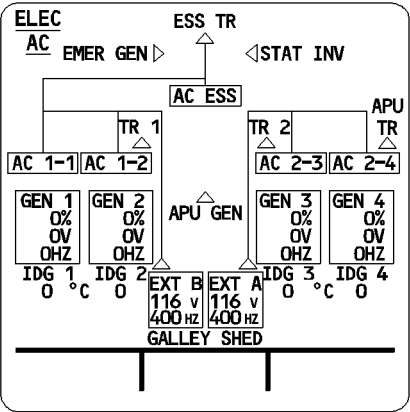 ELEC
AC
ESS TR
EMER GEN
STAT INV
AC ESS
APU
TR 1
TR 2
TR
AC 1-1
AC 1-2
AC 2-3
AC 2-4
GEN 1
0%
0V
0HZ
GEN 2
0%
0V
0HZ
APU GEN
GEN 3
0%
0V
0HZ
GEN 4
0%
0V
0HZ
IDG 1
0 °C
IDG 2
0
EXT B
116 V
400 HZ
EXT A
116 V
400 HZ
IDG 3
0 °C
IDG 4
0
GALLEY SHED